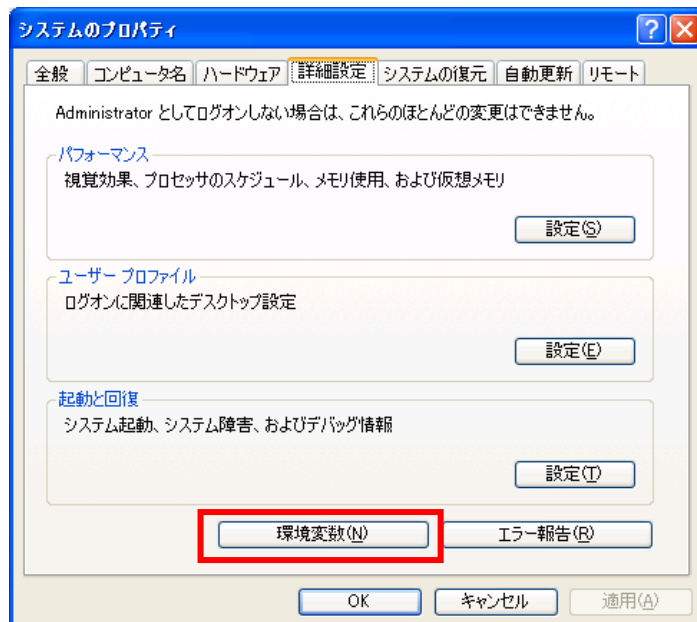 システムのプロパティ
全般 コンピュータ名 ハードウェア 詳細設定 システムの復元 自動更新 リモート
Administrator としてログオンしない場合は、これらのほとんどの変更はできません。
パフォーマンス
視覚効果、プロセッサのスケジュール、メモリ使用、および仮想メモリ
設定(S)
ユーザー プロファイル
ログオンに関連したデスクトップ設定
設定(E)
起動と回復
システム起動、システム障害、およびデバッグ情報
設定(T)
環境変数(N) エラー報告(R)
OK キャンセル 適用(A)